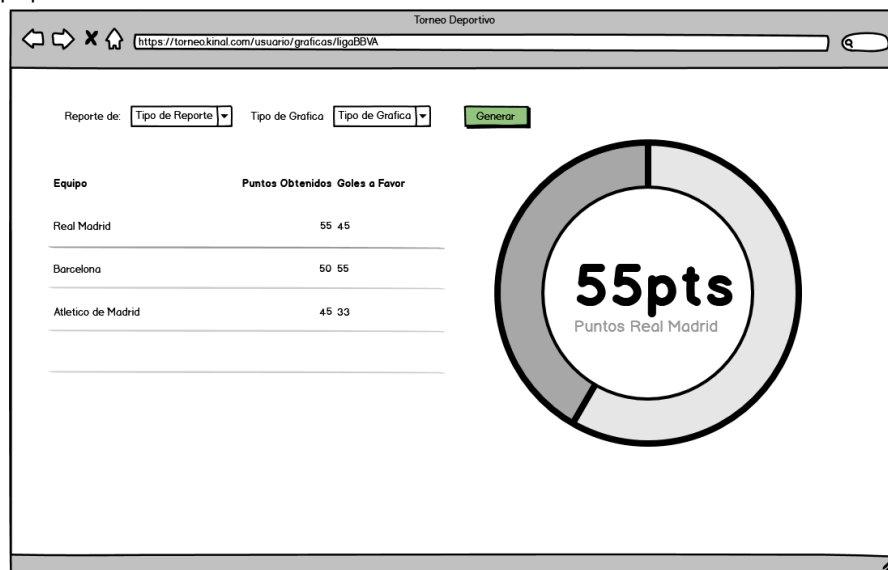 Torneo Deportivo
https://torneo.kinal.com/usuario/graficas/ligaBBVA
Reporte de: Tipo de Reporte Tipo de Grafica Tipo de Grafica Generar
Equipo Puntos Obtenidos Goles a Favor
Real Madrid 55 45
Barcelona 50 55
Atletico de Madrid 45 33
55pts
Puntos Real Madrid